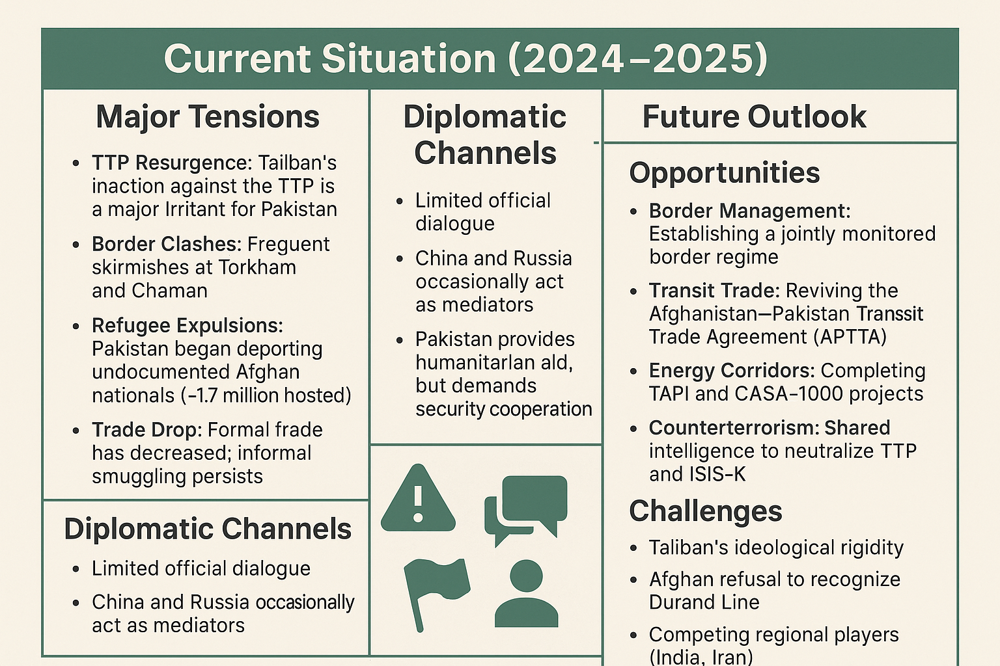 Current Situation (2024–2025)
Major Tensions
• TTP Resurgence: Tailban's
inaction against the TTP is
a major Irritant for Pakistan
• Border Clashes: Freguent
skirmishes at Torkham
and Chaman
• Refugee Expulsions:
Pakistan began deporting
undocumented Afghan
nationals (–1.7 million hosted)
• Trade Drop: Formal frade
has decreased; informal
smuggling persists
Diplomatic Channels
• Limited official dialogue
• China and Russia occasionally
act as mediators
Diplomatic
Channels
• Limited official
dialogue
• China and Russia
occasionally act
as mediators
• Pakistan provides
humanitarlan ald,
but demands
security cooperation
Future Outlook
Opportunities
• Border Management:
Establishing a jointly monitored
border regime
• Transit Trade: Reviving the
Afghanistan—Pakistan Transsit
Trade Agreement (APTTA)
• Energy Corridors: Completing
TAPI and CASA–1000 projects
• Counterterrorism: Shared
intelligence to neutralize TTP
and ISIS–K
Challenges
• Taliban's ideological rigidity
• Afghan refusal to recognize
Durand Line
• Competing regional players
(India, Iran)